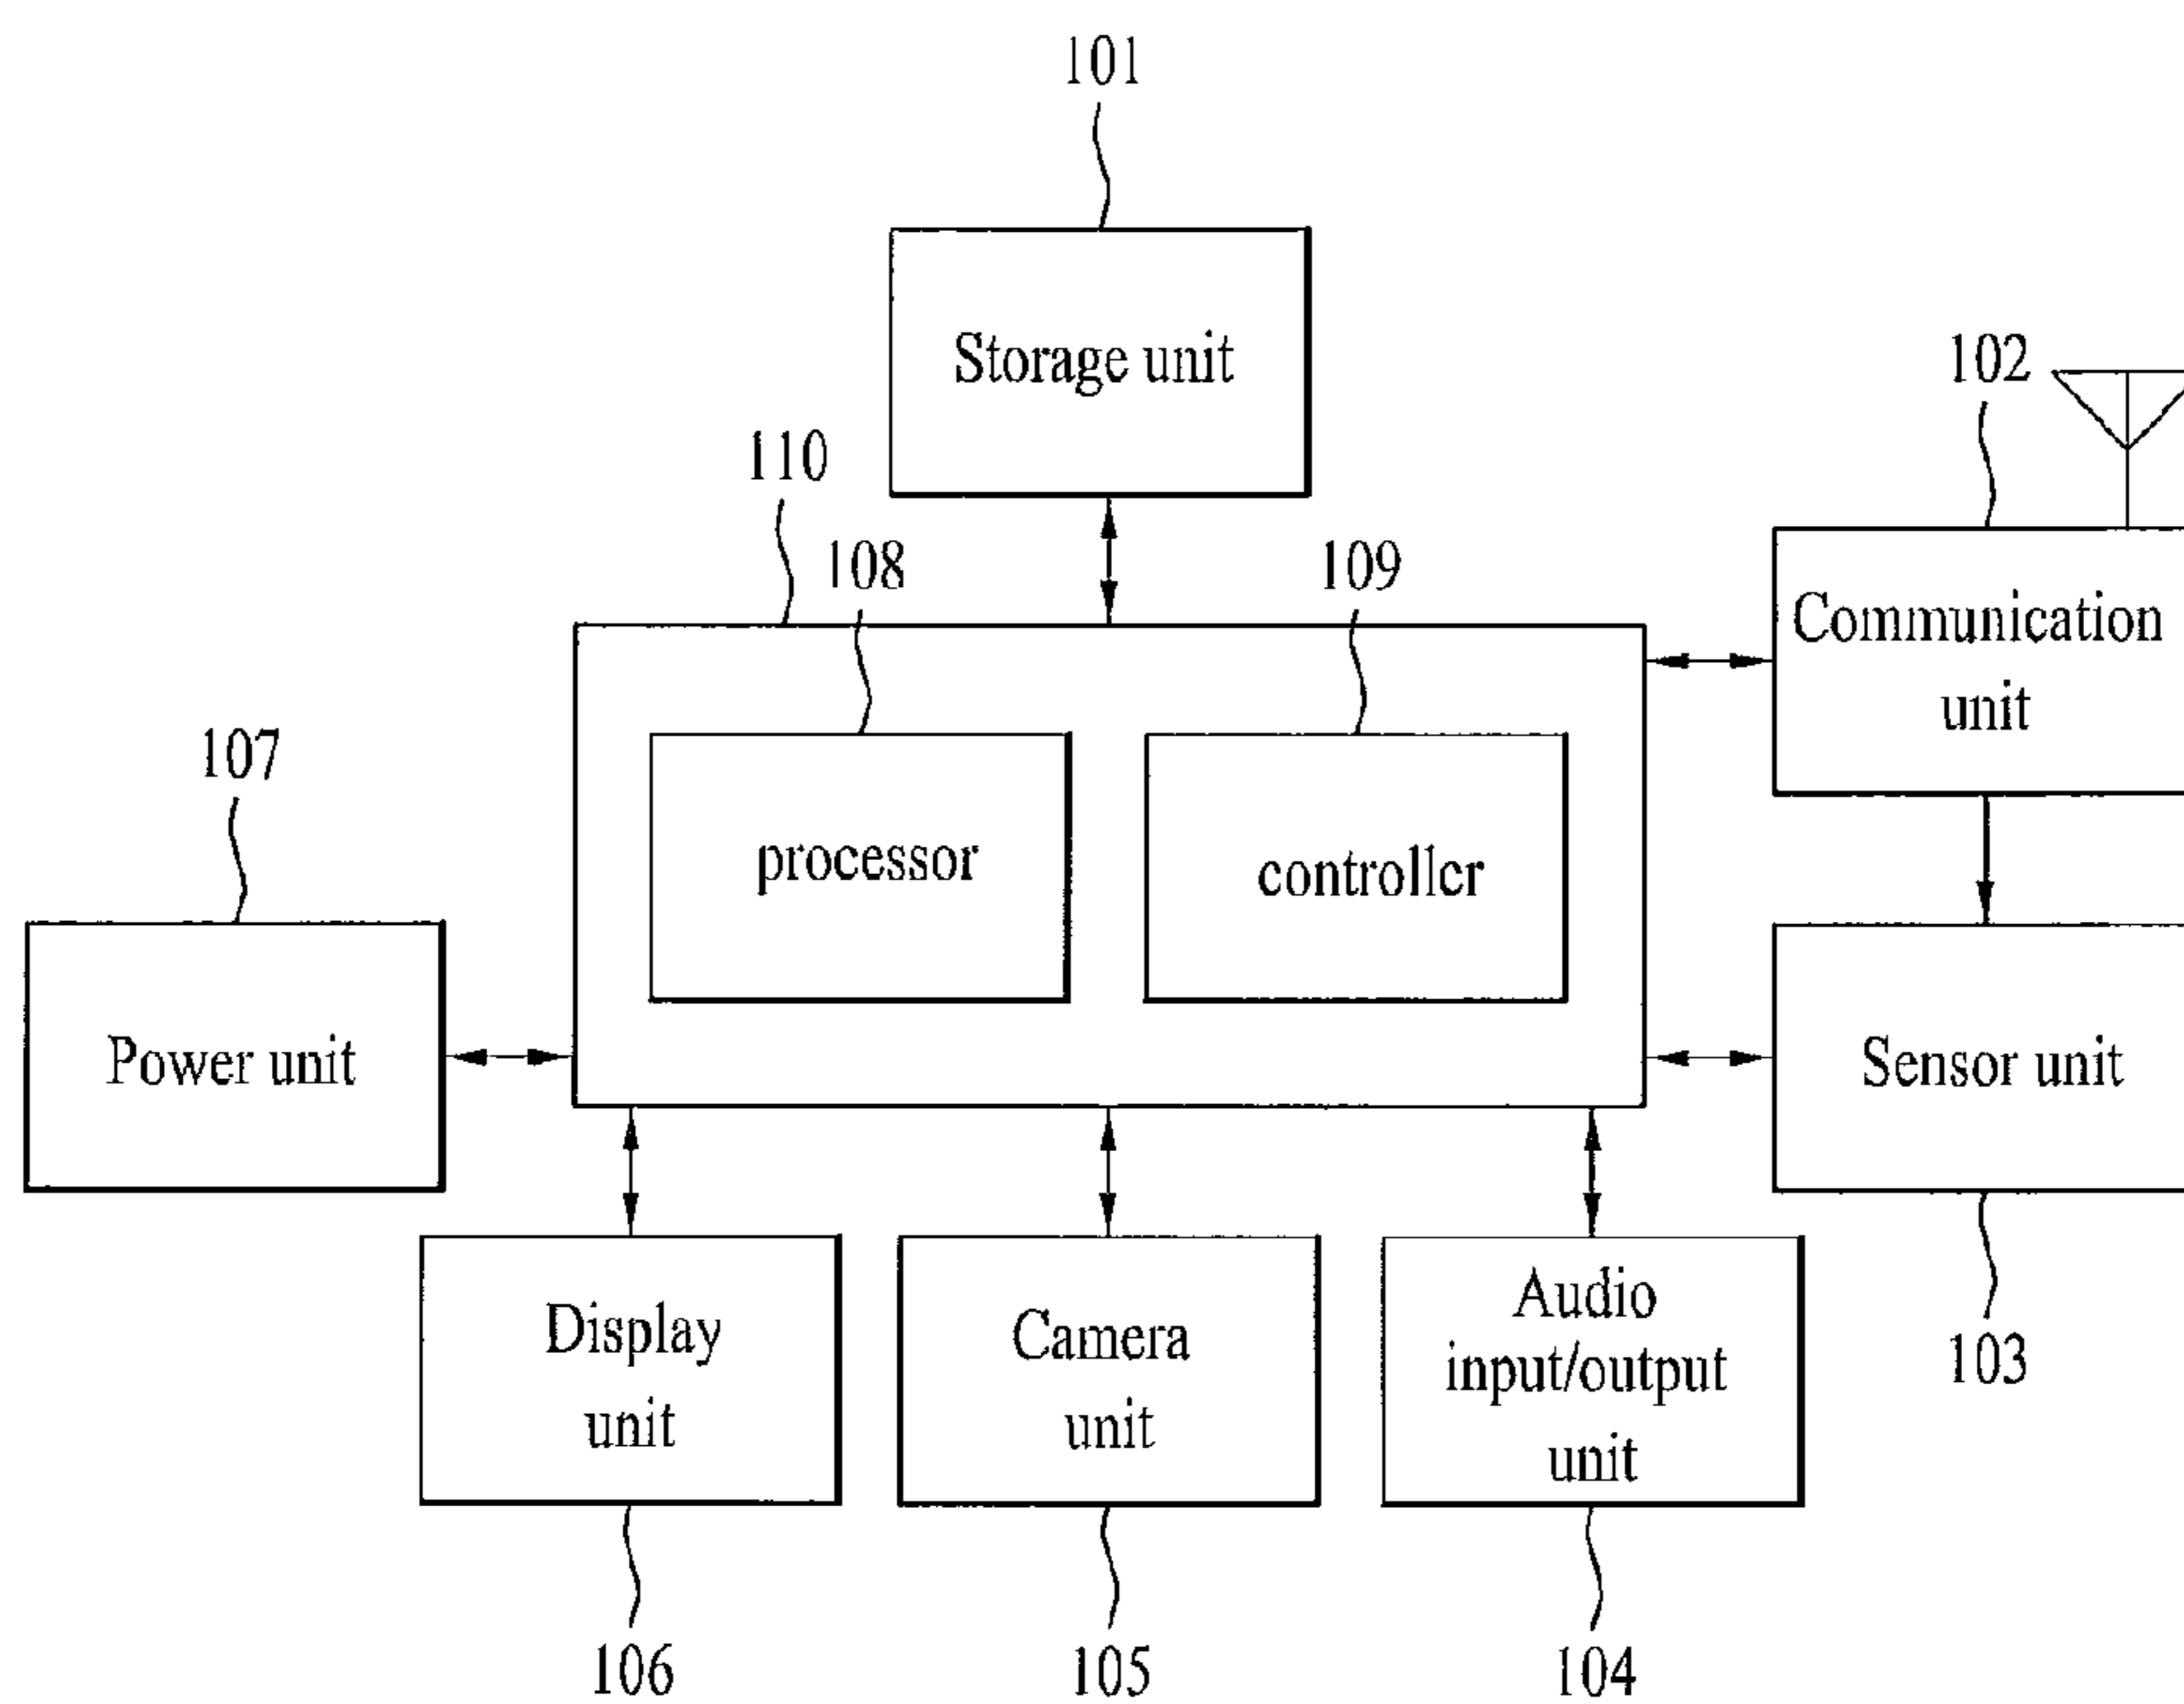 101
Storage unit
102
110
108
109
Communication
unit
107
processor
controller
Power unit
Sensor unit
Display
unit
Camera
unit
Audio
input/output
unit
103
106
105
104